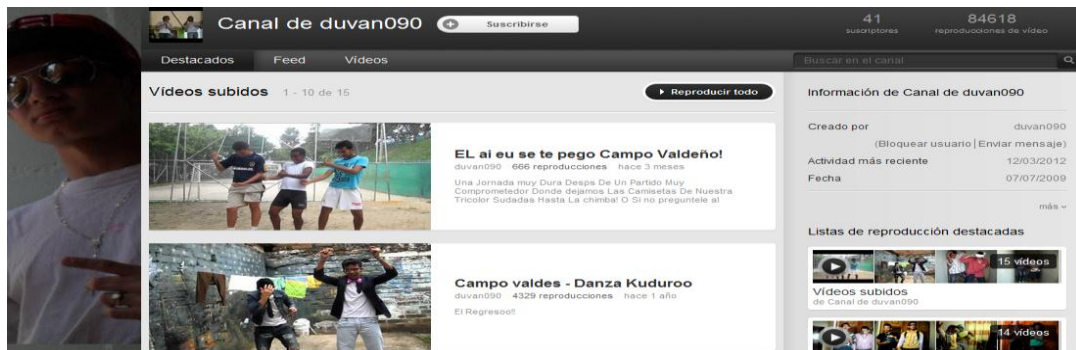 Canal de duvan090
Suscribirse
41
suscriptores
84618
reproducciones de vídeo
Destacados Feed Vídeos
Buscar en el canal
Vídeos subidos 1 - 10 de 15
Reproducir todo
EL ai eu se te pego Campo Valdeño!
duvan090 666 reproducciones hace 3 meses
Una Jornada muy Dura Desps De Un Partido Muy
Comprometedor Donde dejamos Las Camisetas De Nuestra
Tricolor Sudadas Hasta La chimba! O Si no preguntele al
Campo valdes - Danza Kuduroo
duvan090 4329 reproducciones hace 1 año
El Regresoo!!
Información de Canal de duvan090
Creado por duvan090
(Bloquear usuario | Enviar mensaje)
Actividad más reciente 12/03/2012
Fecha 07/07/2009
más
Listas de reproducción destacadas
15 vídeos
Vídeos subidos
de Canal de duvan090
14 vídeos